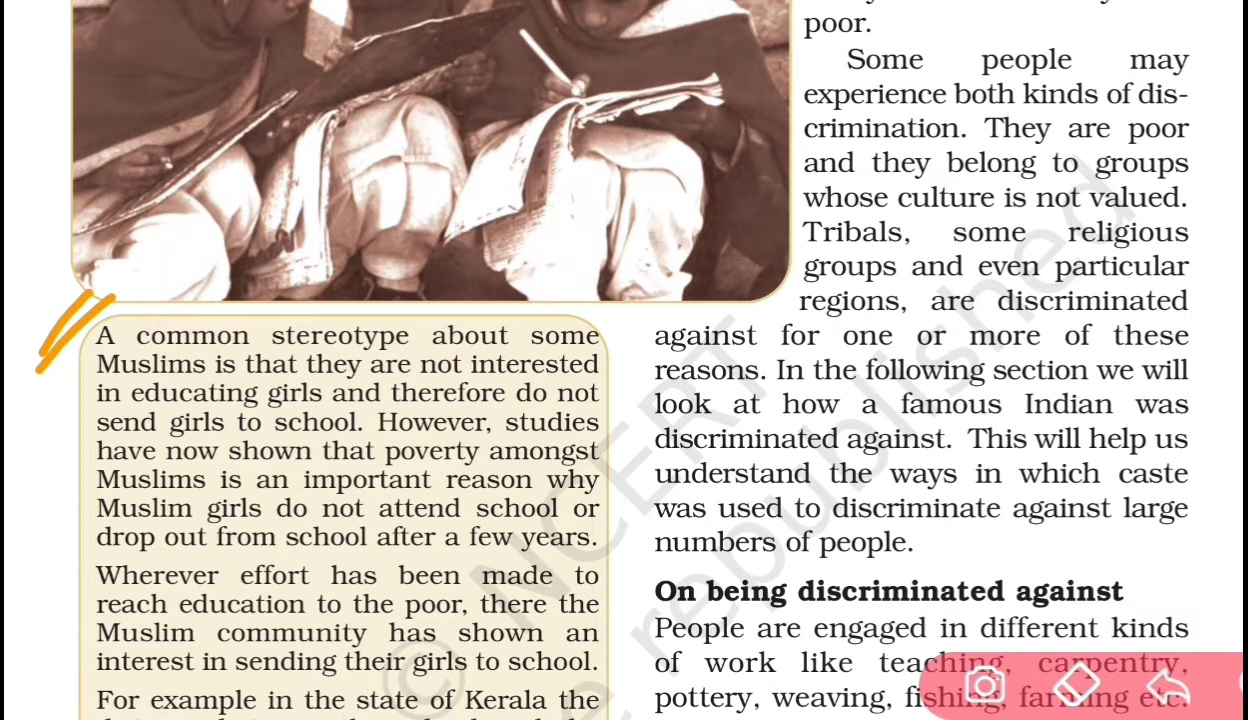 poor.
Some people may
experience both kinds of dis-
crimination. They are poor
and they belong to groups
whose culture is not valued.
Tribals, some religious
groups and even particular
regions, are discriminated
against for one or more of these
reasons. In the following section we will
look at how a famous Indian was
discriminated against. This will help us
understand the ways in which caste
was used to discriminate against large
numbers of people.
On being discriminated against
People are engaged in different kinds
of work like teaching, carpentry,
pottery, weaving, fishing, farming etc.
A common stereotype about some
Muslims is that they are not interested
in educating girls and therefore do not
send girls to school. However, studies
have now shown that poverty amongst
Muslims is an important reason why
Muslim girls do not attend school or
drop out from school after a few years.
Wherever effort has been made to
reach education to the poor, there the
Muslim community has shown an
interest in sending their girls to school.
For example in the state of Kerala the
© NCERT
republished